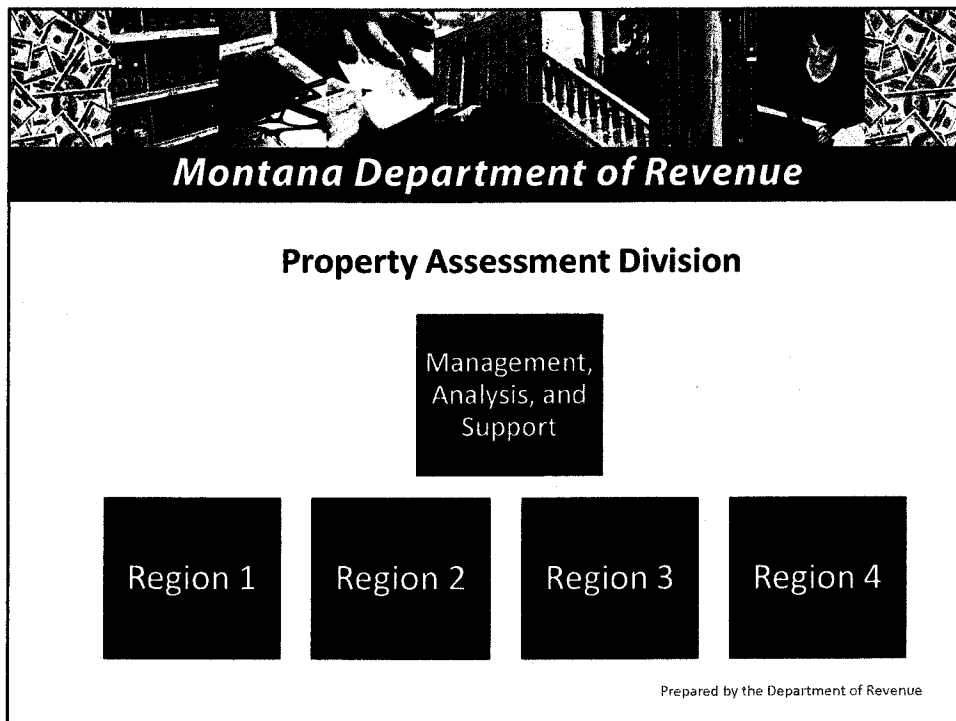 Montana Department of Revenue
Property Assessment Division
Management,
Analysis, and
Support
Region 1
Region 2
Region 3
Region 4
Prepared by the Department of Revenue